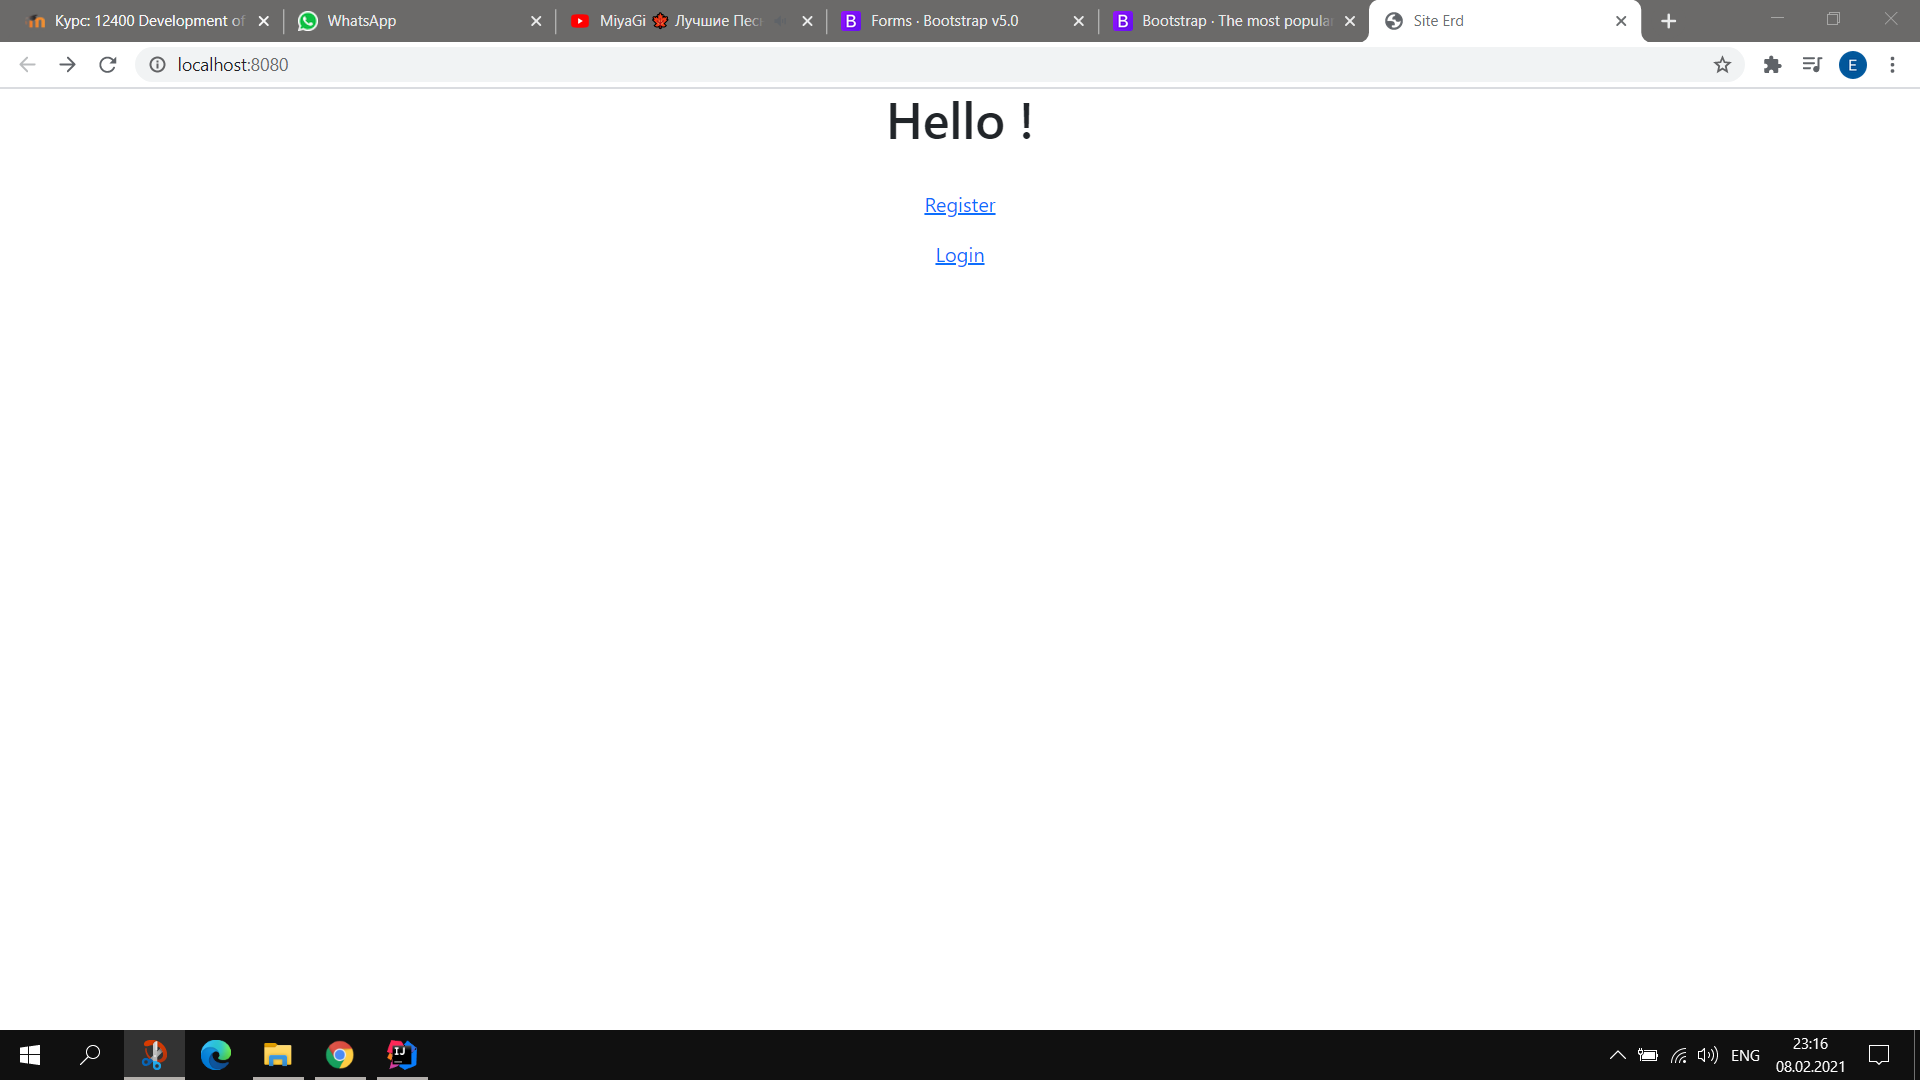 Курс: 12400 Development of
WhatsApp
MiyaGi Лучшие Пес
Forms · Bootstrap v5.0
Bootstrap · The most popular
Site Erd
localhost:8080
E
Hello !
Register
Login
ENG
23:16
08.02.2021